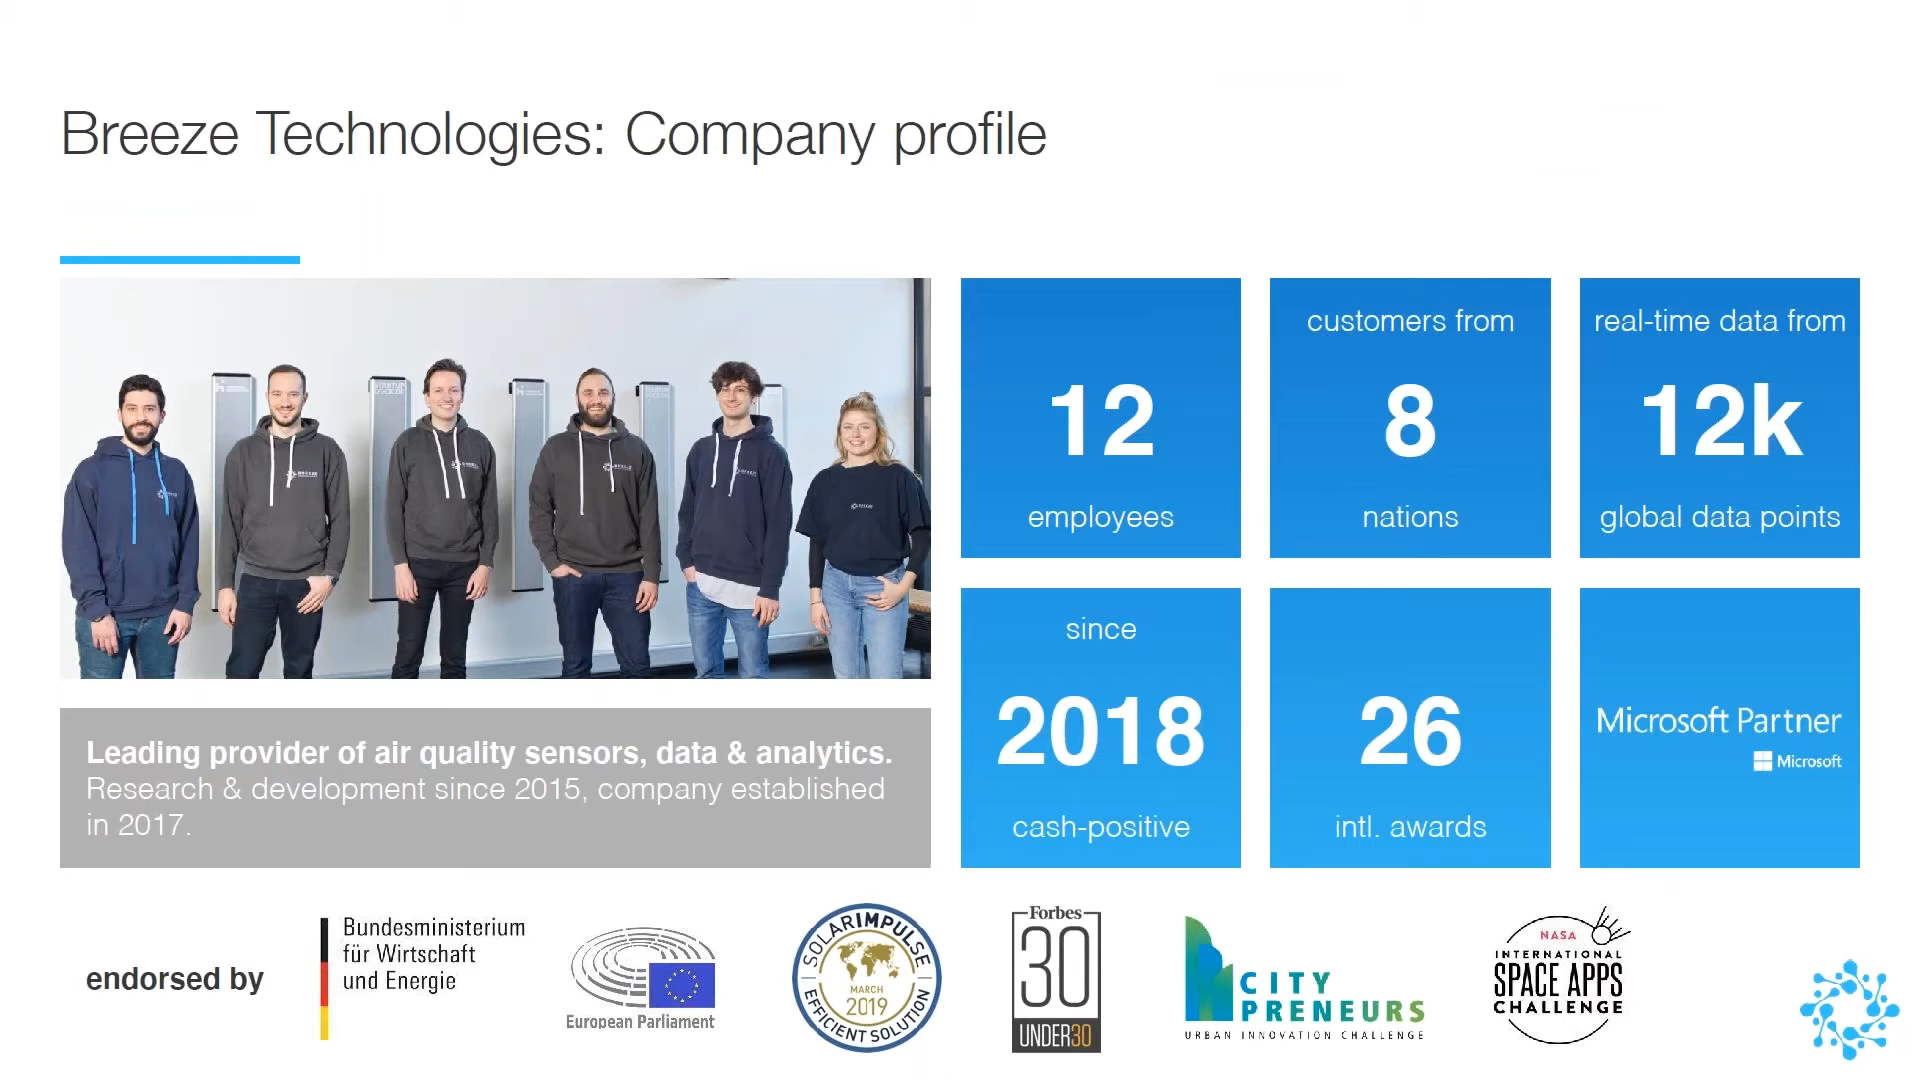 Breeze Technologies: Company profile
12
employees
customers from
8
nations
real-time data from
12k
global data points
Leading provider of air quality sensors, data & analytics.
Research & development since 2015, company established
in 2017.
since
2018
cash-positive
26
intl. awards
Microsoft Partner
Microsoft
endorsed by
Bundesministerium
für Wirtschaft
und Energie
European Parliament
SOLARIMPULSE
MARCH
2019
EFFICIENT SOLUTION
Forbes
30
UNDER30
CITY
PRENEURS
URBAN INNOVATION CHALLENGE
NASA
INTERNATIONAL
SPACE APPS
CHALLENGE